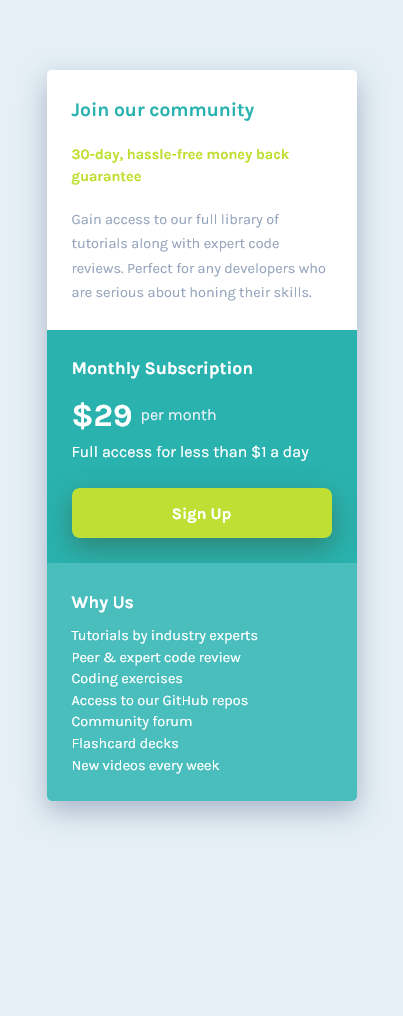 Join our community
30-day, hassle-free money back
guarantee
Gain access to our full library of
tutorials along with expert code
reviews. Perfect for any developers who
are serious about honing their skills.
Monthly Subscription
$29 per month
Full access for less than $1 a day
Sign Up
Why Us
Tutorials by industry experts
Peer & expert code review
Coding exercises
Access to our GitHub repos
Community forum
Flashcard decks
New videos every week